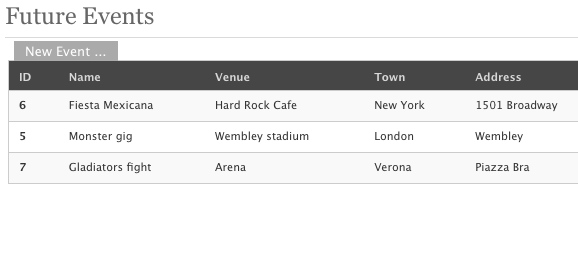 Future Events
New Event ...
ID Name Venue Town Address
6 Fiesta Mexicana Hard Rock Cafe New York 1501 Broadway
5 Monster gig Wembley stadium London Wembley
7 Gladiators fight Arena Verona Piazza Bra